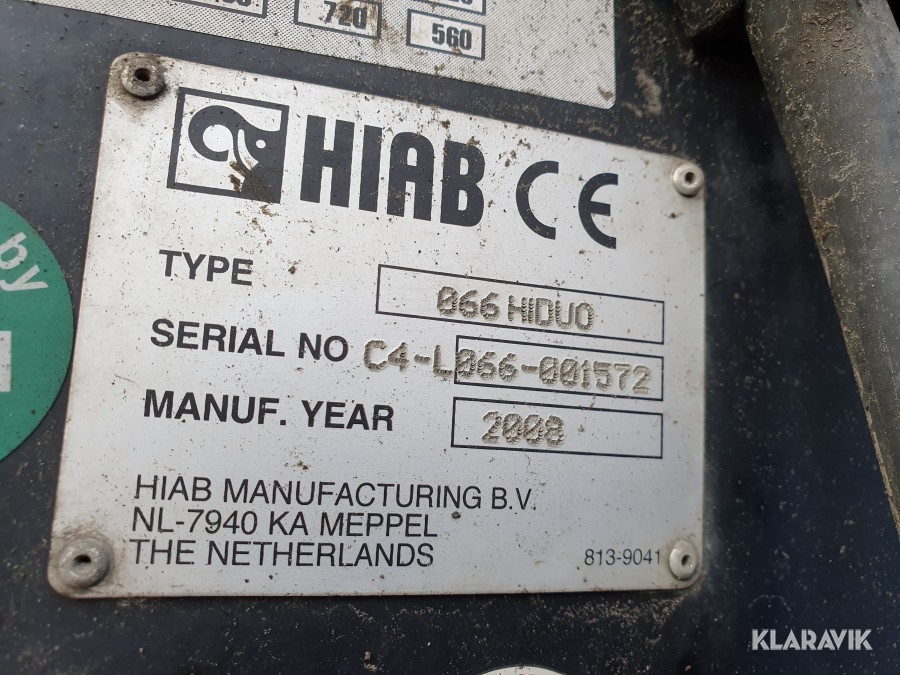 720
560
HIAB CE
TYPE 066 HIDUO
SERIAL NO C4-L066-001572
MANUF. YEAR 2008
HIAB MANUFACTURING B.V.
NL-7940 KA MEPPEL
THE NETHERLANDS 813-9041
by
KLARAVIK